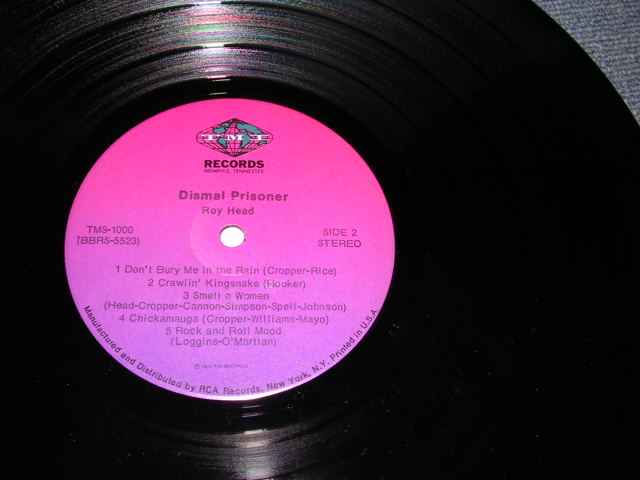 TMI
RECORDS
MEMPHIS, TENNESSEE
Dismal Prisoner
Roy Head
TMS-1000
(BBRS-5523)
SIDE 2
STEREO
1 Don't Bury Me in the Rain (Cropper-Rice)
2 Crawlin' Kingsnake (Hooker)
3 Smell a Women
(Head-Cropper-Cannon-Simpson-Spell-Johnson)
4 Chickamauga (Cropper-Williams-Mayo)
5 Rock and Roll Mood
(Loggins-O'Martian)
Manufactured and Distributed by RCA Records, New York, N.Y. Printed in U.S.A.